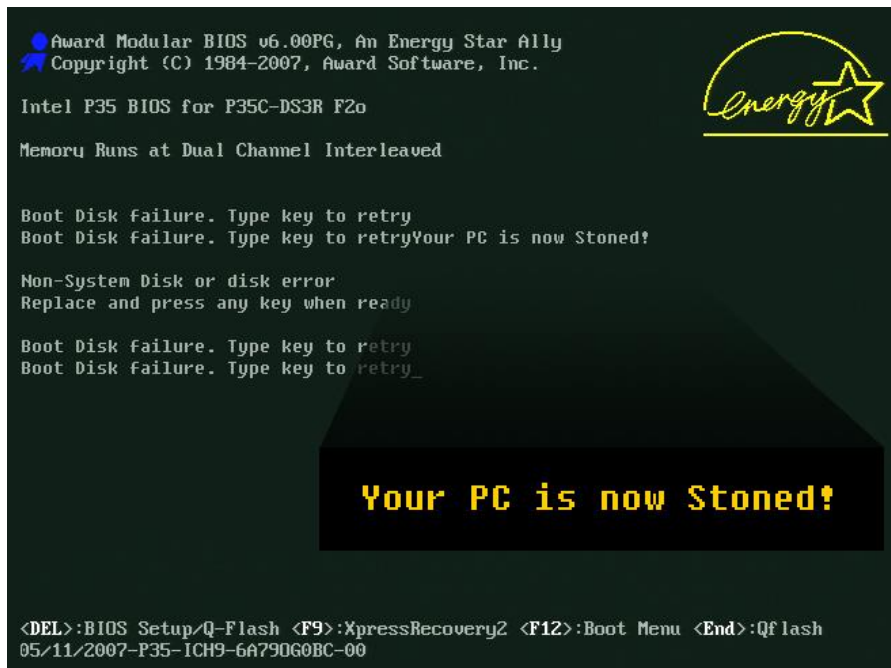 Award Modular BIOS v6.00PG, An Energy Star Ally
Copyright (C) 1984-2007, Award Software, Inc.
energy
Intel P35 BIOS for P35C-DS3R F2o
Memory Runs at Dual Channel Interleaved
Boot Disk failure. Type key to retry
Boot Disk failure. Type key to retryYour PC is now Stoned!
Non-System Disk or disk error
Replace and press any key when ready
Boot Disk failure. Type key to retry
Boot Disk failure. Type key to retry_
Your PC is now Stoned!
<DEL>:BIOS Setup/Q-Flash <F9>:XpressRecovery2 <F12>:Boot Menu <End>:Qflash
05/11/2007-P35-ICH9-6A79OG0BC-00